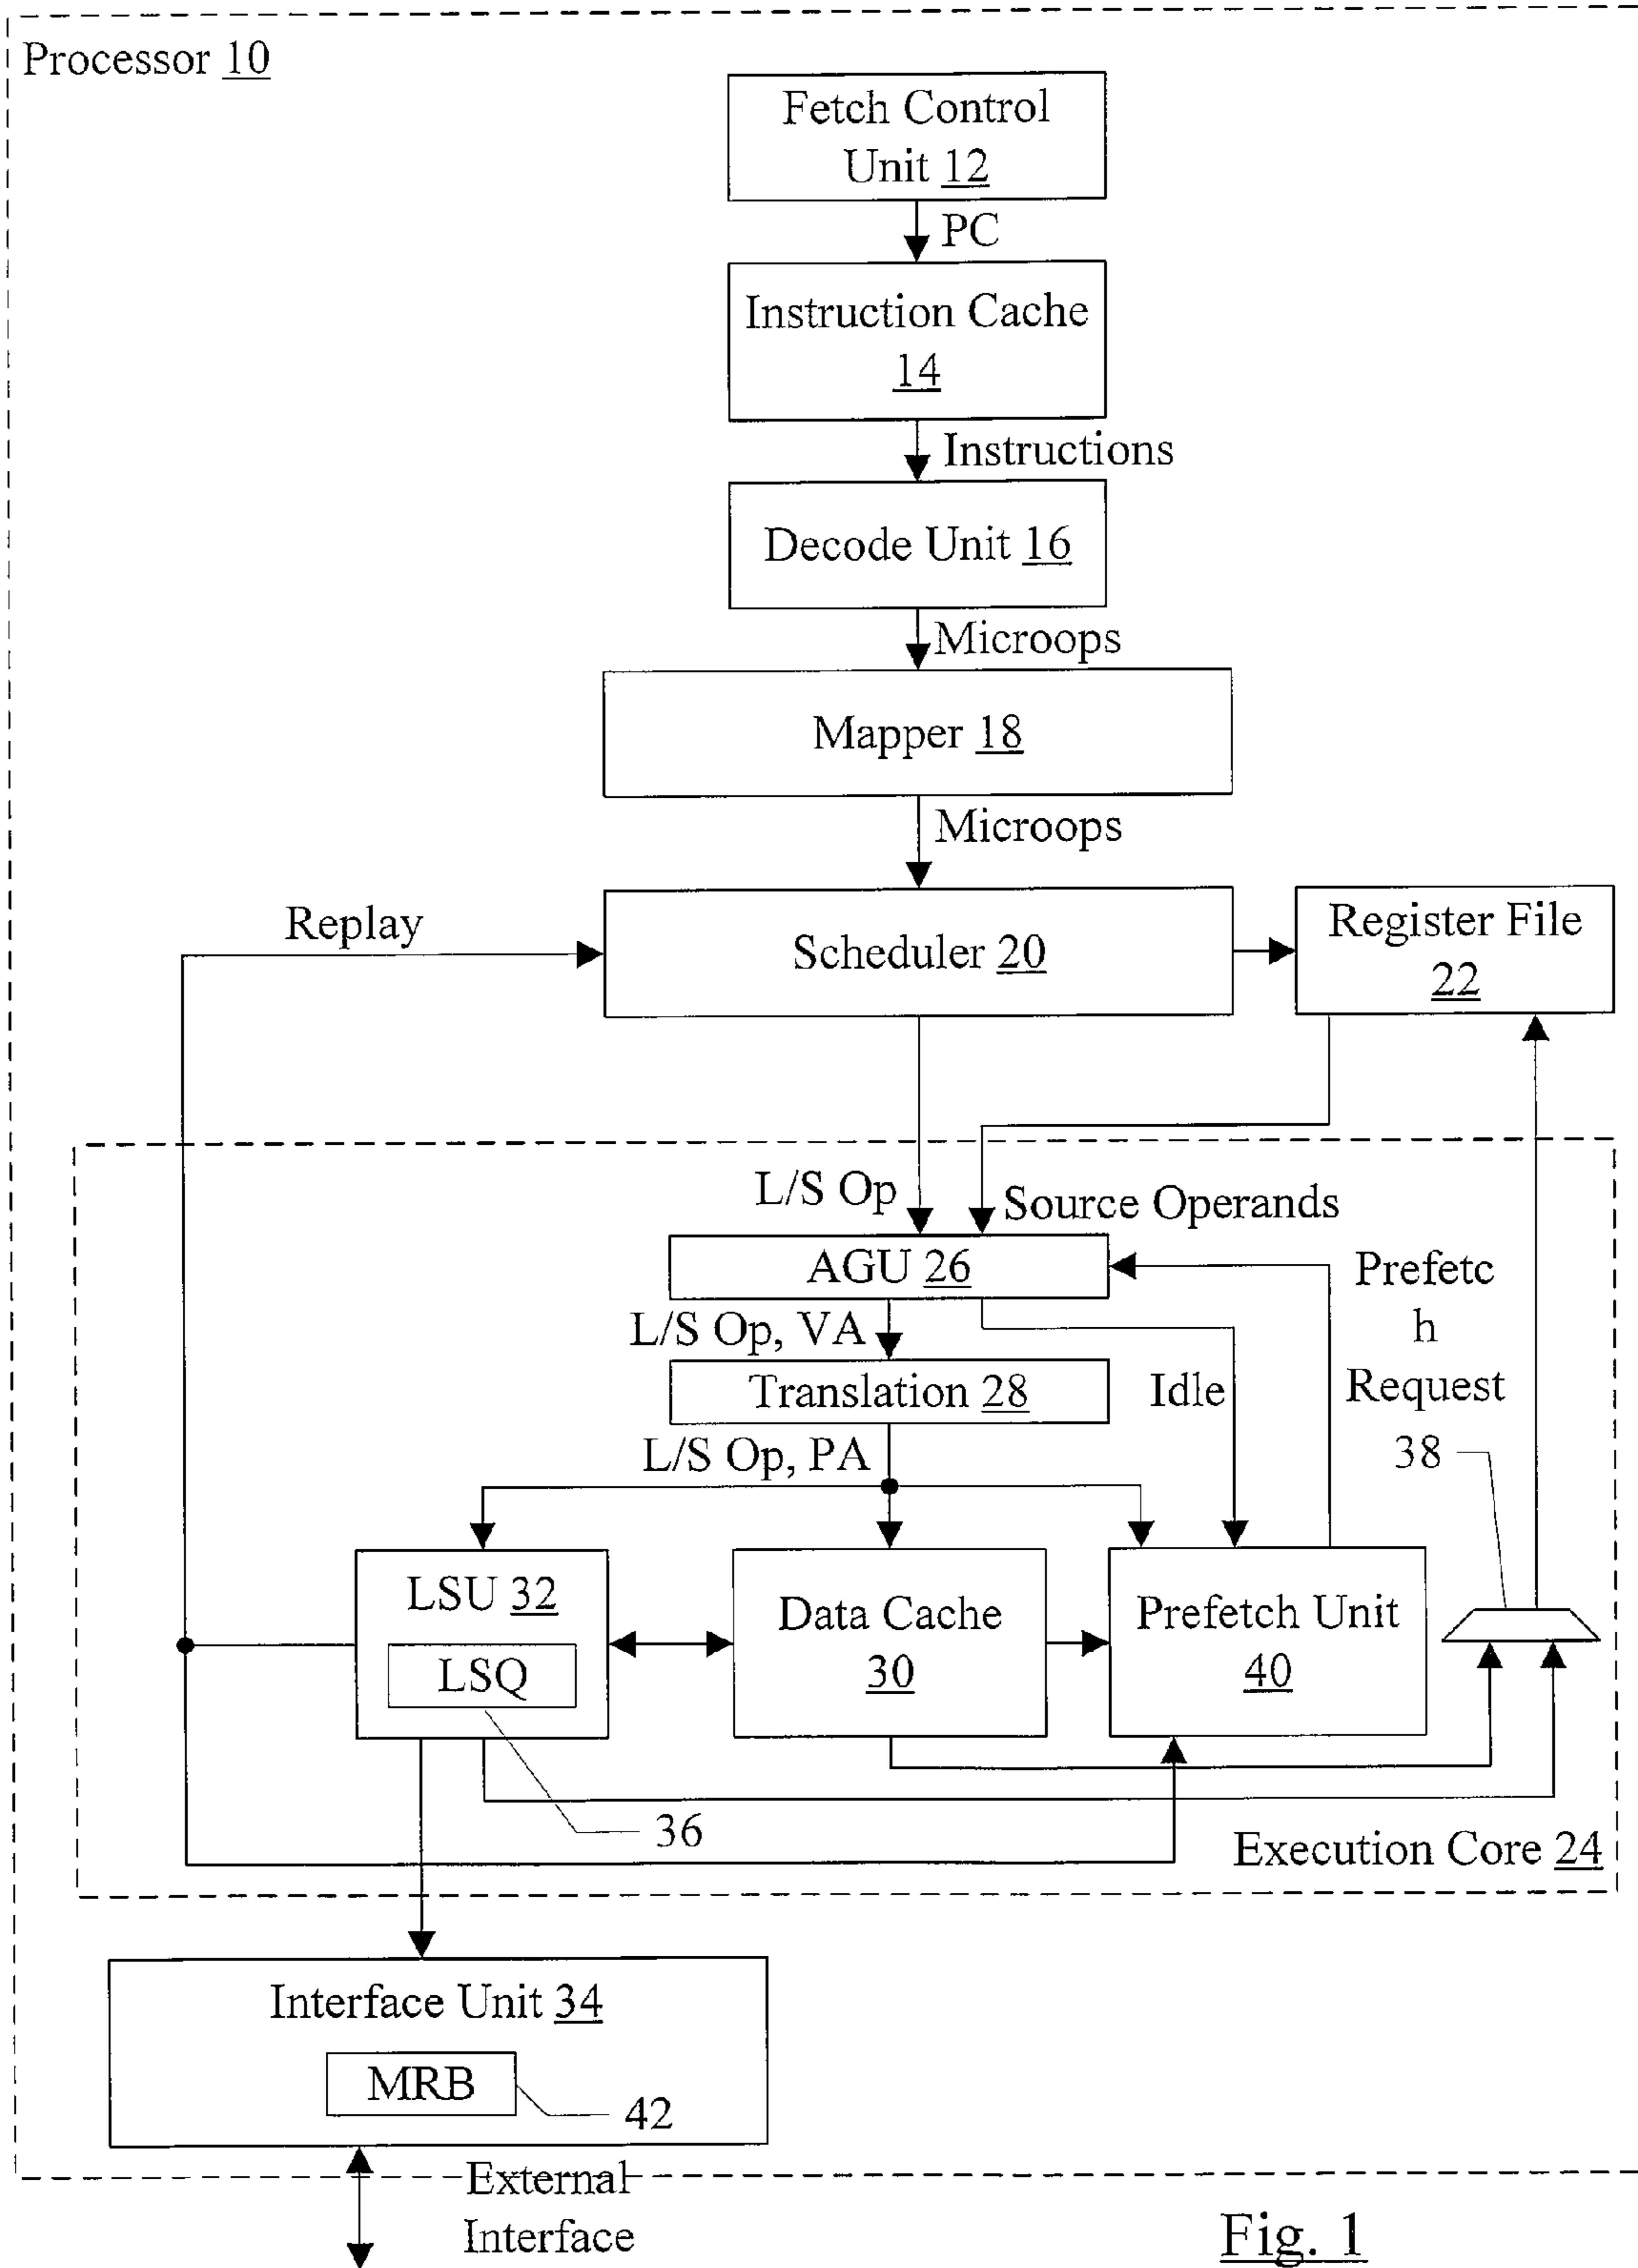 Processor 10
Fetch Control
Unit 12
PC
Instruction Cache
14
Instructions
Decode Unit 16
Microops
Mapper 18
Microops
Replay
Scheduler 20
Register File
22
L/S Op
Source Operands
AGU 26
Prefetc
h
Request
L/S Op, VA
Translation 28
Idle
L/S Op, PA
38
LSU 32
LSQ
Data Cache
30
Prefetch Unit
40
36
Execution Core 24
Interface Unit 34
MRB
42
External
Interface
Fig. 1